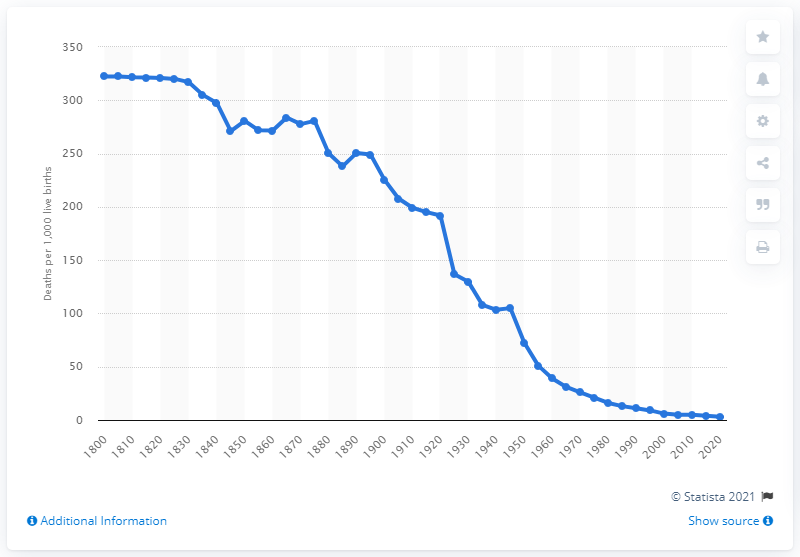 350
300
250
200
150
100
50
0
Deaths per 1,000 live births
1800 1810 1820 1830 1840 1850 1860 1870 1880 1890 1900 1910 1920 1930 1940 1950 1960 1970 1980 1990 2000 2010 2020
© Statista 2021
Additional Information
Show source